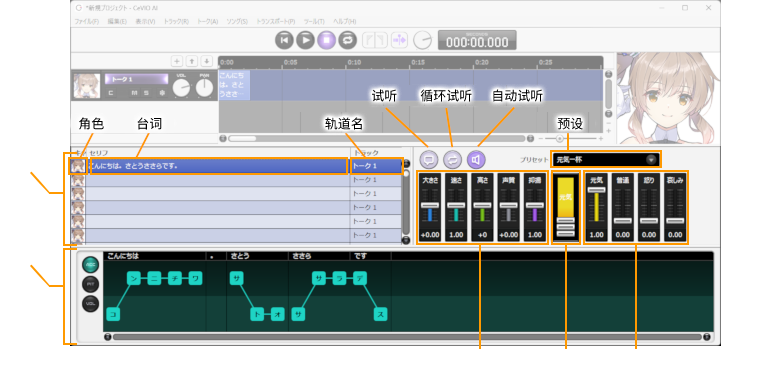 *新規プロジェクト - CeVIO AI
ファイル(F) 編集(E) 表示(V) トラック(R) トーク(A) ソング(S) トランスポート(P) ツール(T) ヘルプ(H)
000:00.000
0:00 0:05 0:10 0:15 0:20 0:25
トーク1
VOL PAN
C M S
こんにち
は。さと
うささ…
试听 循环试听 自动试听
角色 台词 轨道名 预设
セリフ トラック
プリセット 元気一杯
こんにちは。さとうささらです。 トーク1
トーク1
トーク1
トーク1
トーク1
トーク1
大きさ 速さ 高さ 声質 抑揚 元気 元気 普通 怒り 哀しみ
+0.00 1.00 +0 +0.00 1.00 1.00 0.00 0.00 0.00
こんにちは 。 さとう ささら です
VOL
ン ニ チ ワ サ サ ラ デ
コ ト オ サ ス